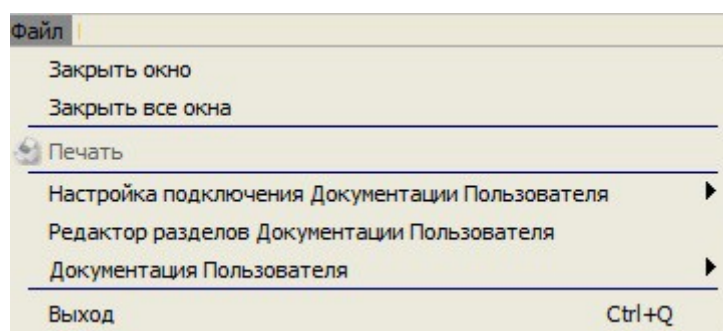 Файл
Закрыть окно
Закрыть все окна
Печать
Настройка подключения Документации Пользователя
Редактор разделов Документации Пользователя
Документация Пользователя
Выход Ctrl+Q